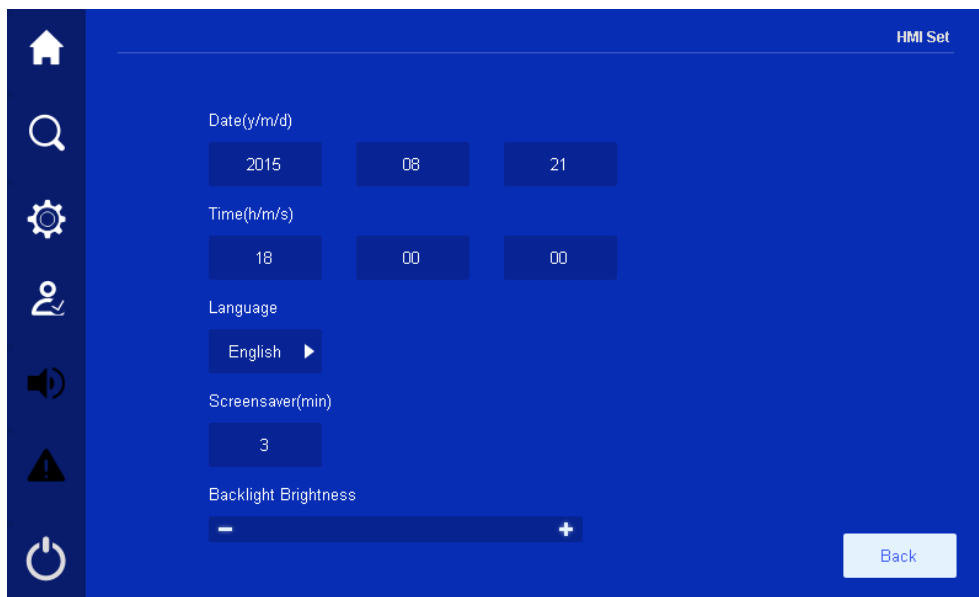 HMI Set
Date(y/m/d)
2015 08 21
Time(h/m/s)
18 00 00
Language
English
Screensaver(min)
3
Backlight Brightness
− +
Back